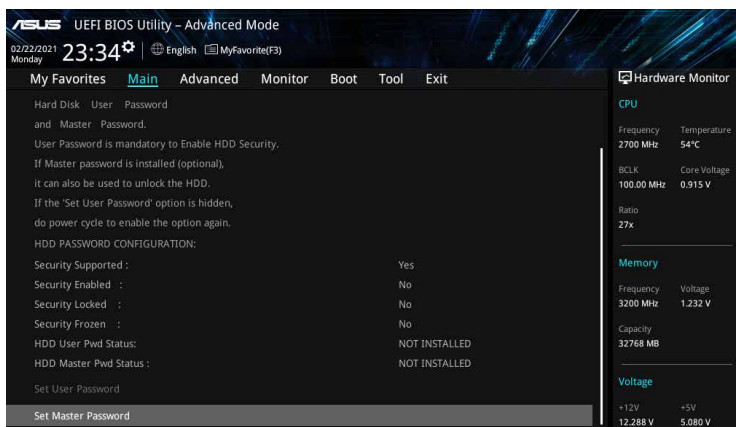 ASUS UEFI BIOS Utility – Advanced Mode
02/22/2021 Monday 23:34 English MyFavorite(F3)
My Favorites Main Advanced Monitor Boot Tool Exit
Hard Disk User Password
and Master Password.
User Password is mandatory to Enable HDD Security.
If Master password is installed (optional),
it can also be used to unlock the HDD.
If the 'Set User Password' option is hidden,
do power cycle to enable the option again.
HDD PASSWORD CONFIGURATION:
Security Supported : Yes
Security Enabled : No
Security Locked : No
Security Frozen : No
HDD User Pwd Status: NOT INSTALLED
HDD Master Pwd Status : NOT INSTALLED
Set User Password
Set Master Password
Hardware Monitor
CPU
Frequency Temperature
2700 MHz 54°C
BCLK Core Voltage
100.00 MHz 0.915 V
Ratio
27x
Memory
Frequency Voltage
3200 MHz 1.232 V
Capacity
32768 MB
Voltage
+12V +5V
12.288 V 5.080 V